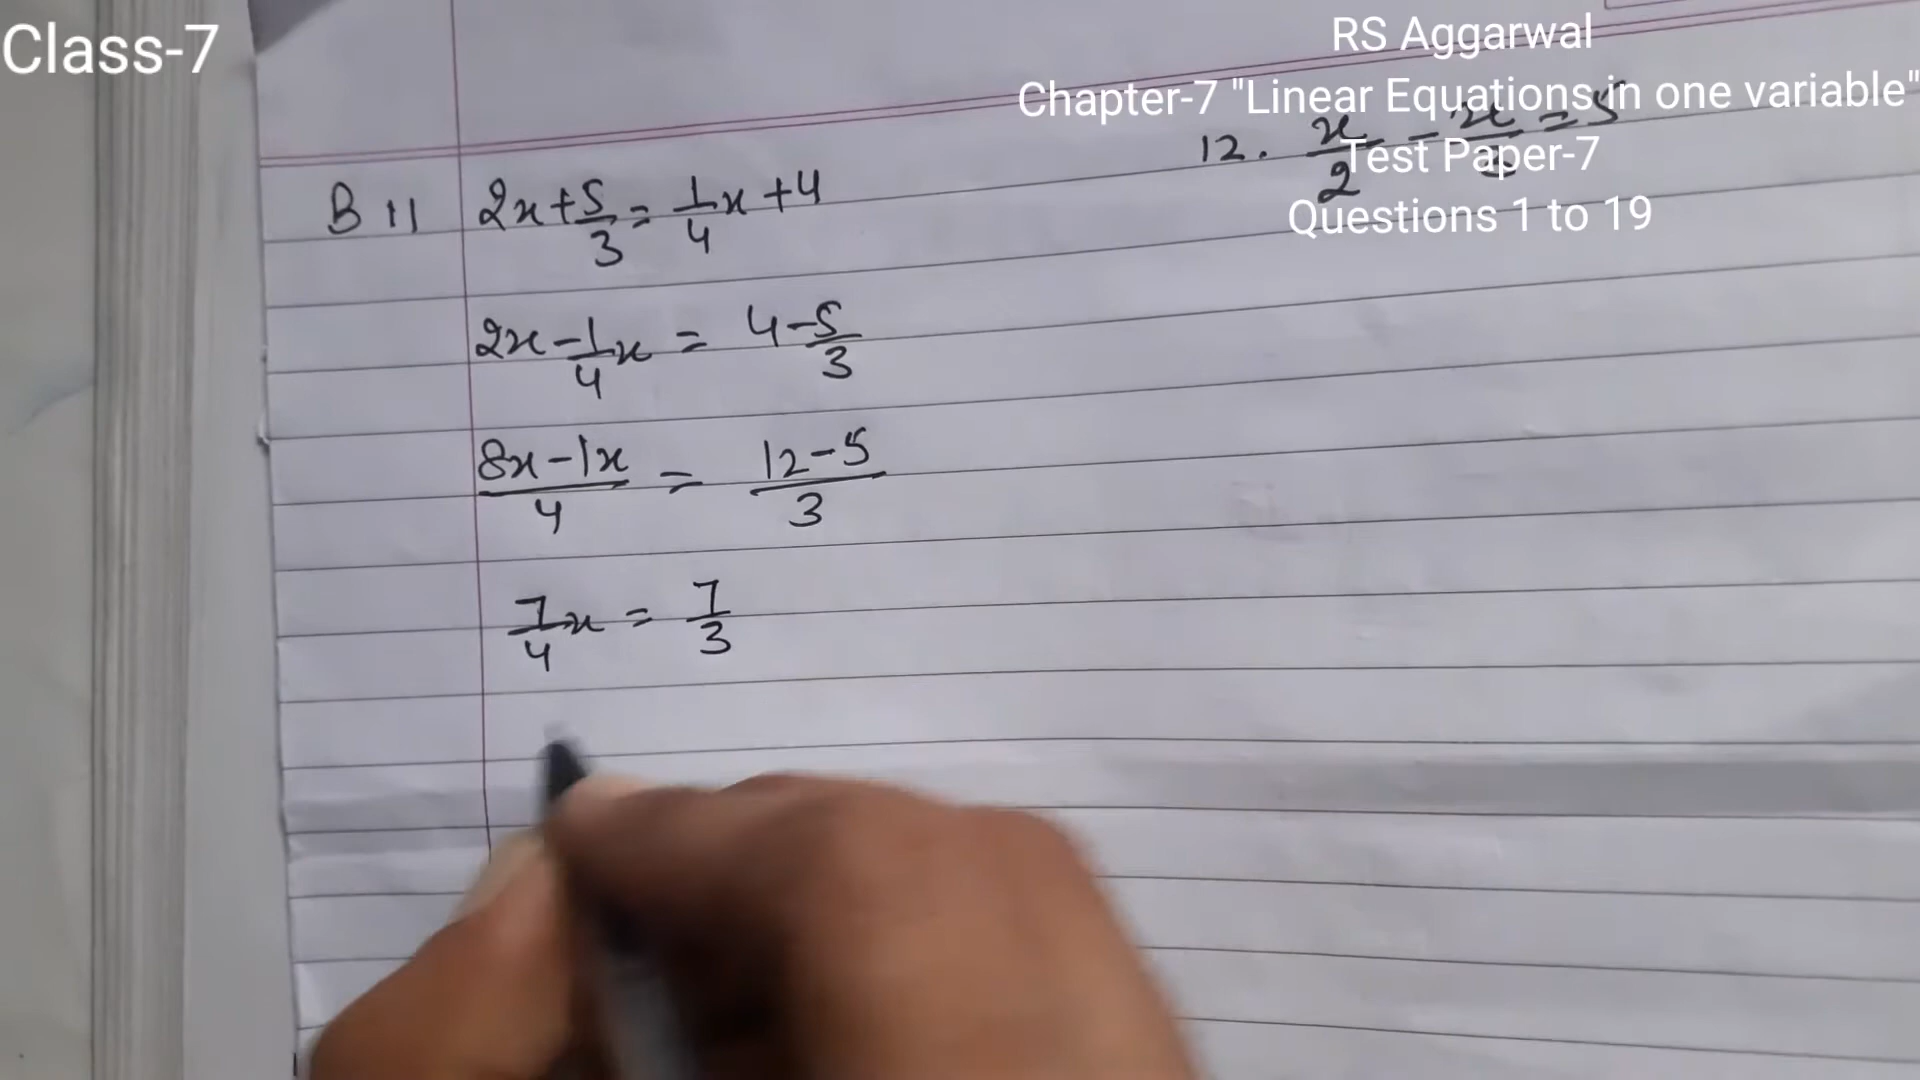 Class-7
RS Aggarwal
Chapter-7 "Linear Equations in one variable"
Test Paper-7
Questions 1 to 19
B 11 2x + 5/3 = 1/4 x + 4
2x - 1/4 x = 4 - 5/3
8x - 1x / 4 = 12 - 5 / 3
7/4 x = 7/3
12. x/2 - x/ = 5